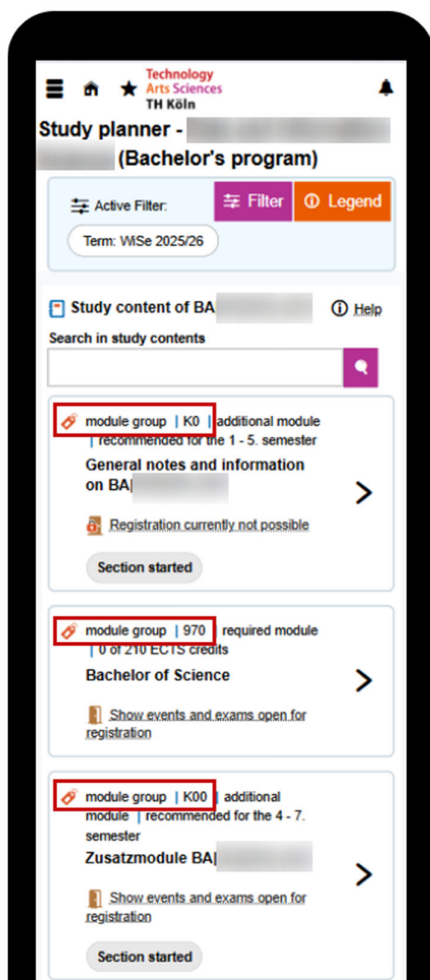 Technology
Arts Sciences
TH Köln
Study planner -
(Bachelor's program)
Active Filter:
Filter
Legend
Term: WiSe 2025/26
Study content of BA
Help
Search in study contents
module group | K0 | additional module
| recommended for the 1 - 5. semester
General notes and information
on BA|
Registration currently not possible
Section started
module group | 970 | required module
| 0 of 210 ECTS credits
Bachelor of Science
Show events and exams open for
registration
module group | K00 | additional
module | recommended for the 4 - 7.
semester
Zusatzmodule BA|
Show events and exams open for
registration
Section started